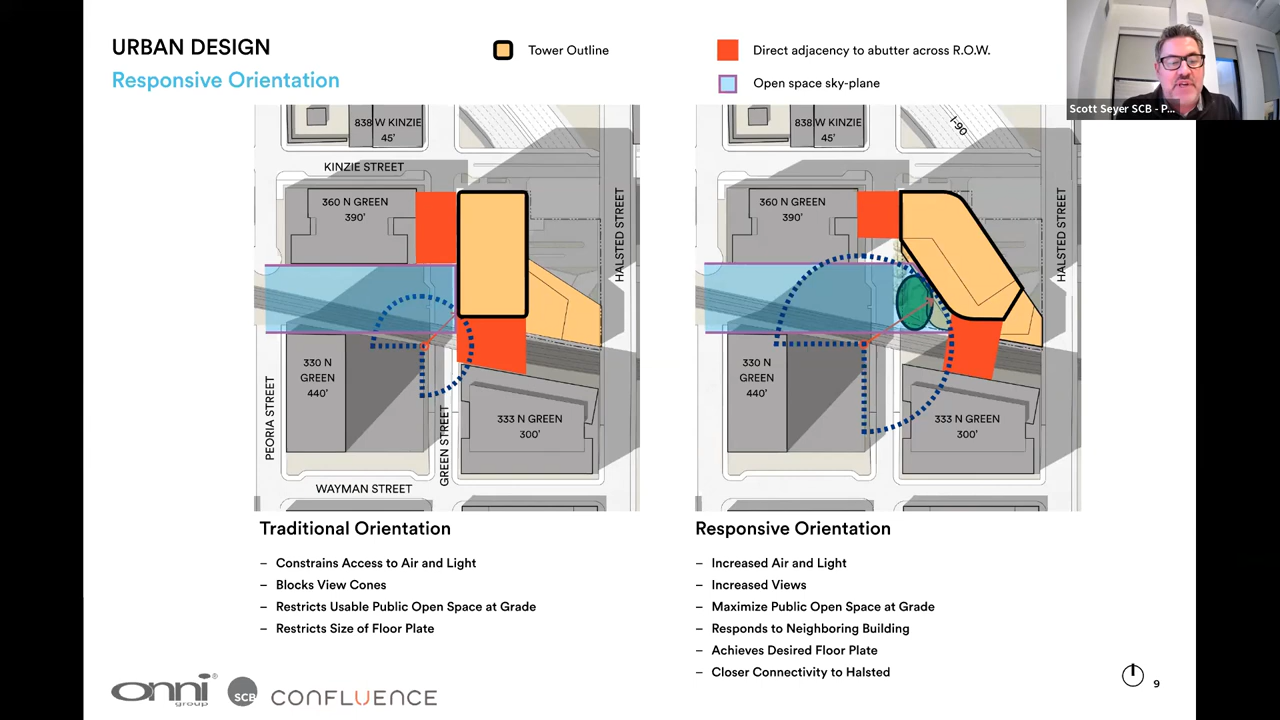 URBAN DESIGN
Responsive Orientation
Tower Outline
Direct adjacency to abutter across R.O.W.
Open space sky-plane
Scott Seyer SCB - P...
838 W KINZIE
45'
KINZIE STREET
360 N GREEN
390'
HALSTED STREET
330 N
GREEN
440'
PEORIA STREET
GREEN STREET
333 N GREEN
300'
WAYMAN STREET
838 W KINZIE
45'
I-90
360 N GREEN
390'
HALSTED STREET
330 N
GREEN
440'
333 N GREEN
300'
Traditional Orientation
– Constrains Access to Air and Light
– Blocks View Cones
– Restricts Usable Public Open Space at Grade
– Restricts Size of Floor Plate
Responsive Orientation
– Increased Air and Light
– Increased Views
– Maximize Public Open Space at Grade
– Responds to Neighboring Building
– Achieves Desired Floor Plate
– Closer Connectivity to Halsted
onni®
group
SCB
CONFLUENCE
9